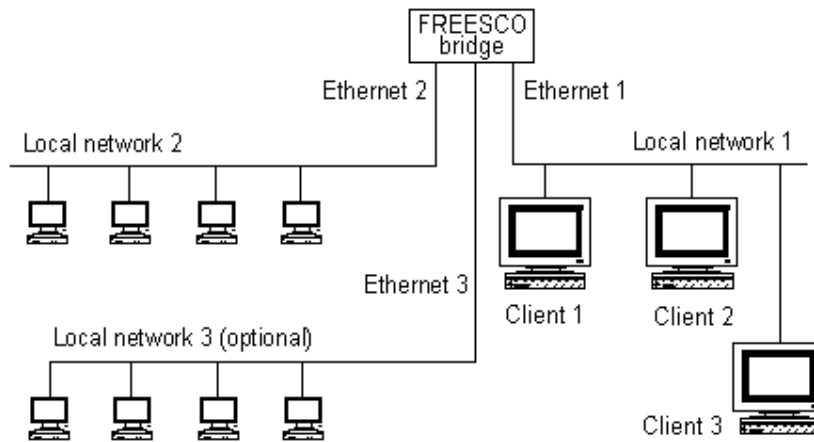 FREESCO
bridge
Ethernet 2
Ethernet 1
Local network 2
Local network 1
Ethernet 3
Client 1
Client 2
Local network 3 (optional)
Client 3